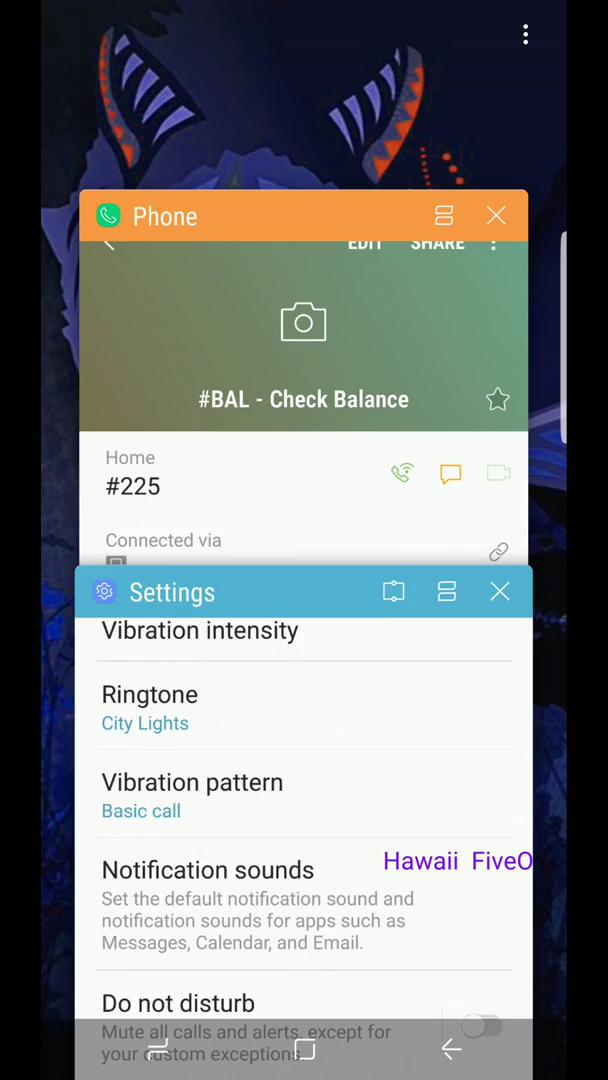 Phone
EDIT SHARE
#BAL - Check Balance
Home
#225
Connected via
Settings
Vibration intensity
Ringtone
City Lights
Vibration pattern
Basic call
Hawaii FiveO
Notification sounds
Set the default notification sound and
notification sounds for apps such as
Messages, Calendar, and Email.
Do not disturb
Mute all calls and alerts, except for
your custom exceptions.